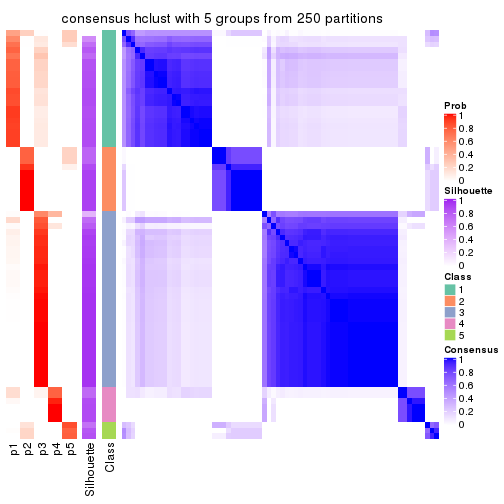 consensus hclust with 5 groups from 250 partitions
Prob
1
0.8
0.6
0.4
0.2
0
Silhouette
1
0.8
0.6
0.4
0.2
0
Class
1
2
3
4
5
Consensus
1
0.8
0.6
0.4
0.2
0
p1
p2
p3
p4
p5
Silhouette
Class